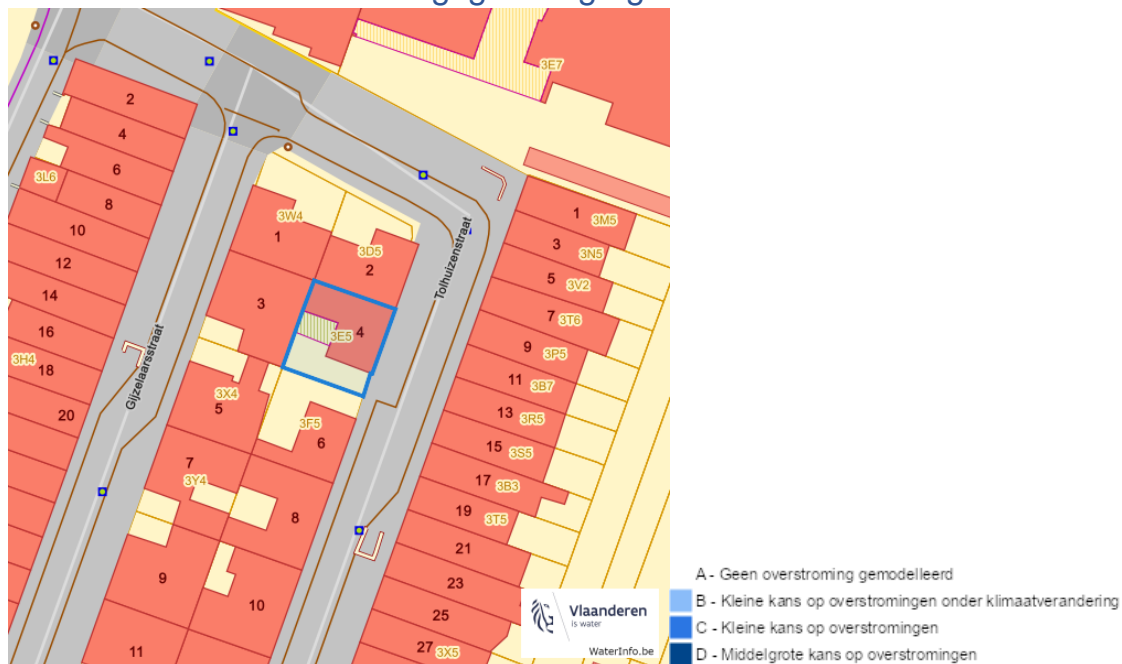 3E7
2
4
6
3L6
8
10
12
14
16
3H4
18
20
Gijzelaarsstraat
3W4
1
3D5
2
3
3E5
4
3X4
5
3F5
6
7
3Y4
8
9
10
11
Tolhuizenstraat
1 3M5
3 3N5
5 3V2
7 3T6
9 3P5
11 3B7
13 3R5
15 3S5
17 3B3
19 3T5
21
23
25
27 3X5
Vlaanderen
is water
WaterInfo.be
A - Geen overstroming gemodelleerd
B - Kleine kans op overstromingen onder klimaatverandering
C - Kleine kans op overstromingen
D - Middelgrote kans op overstromingen